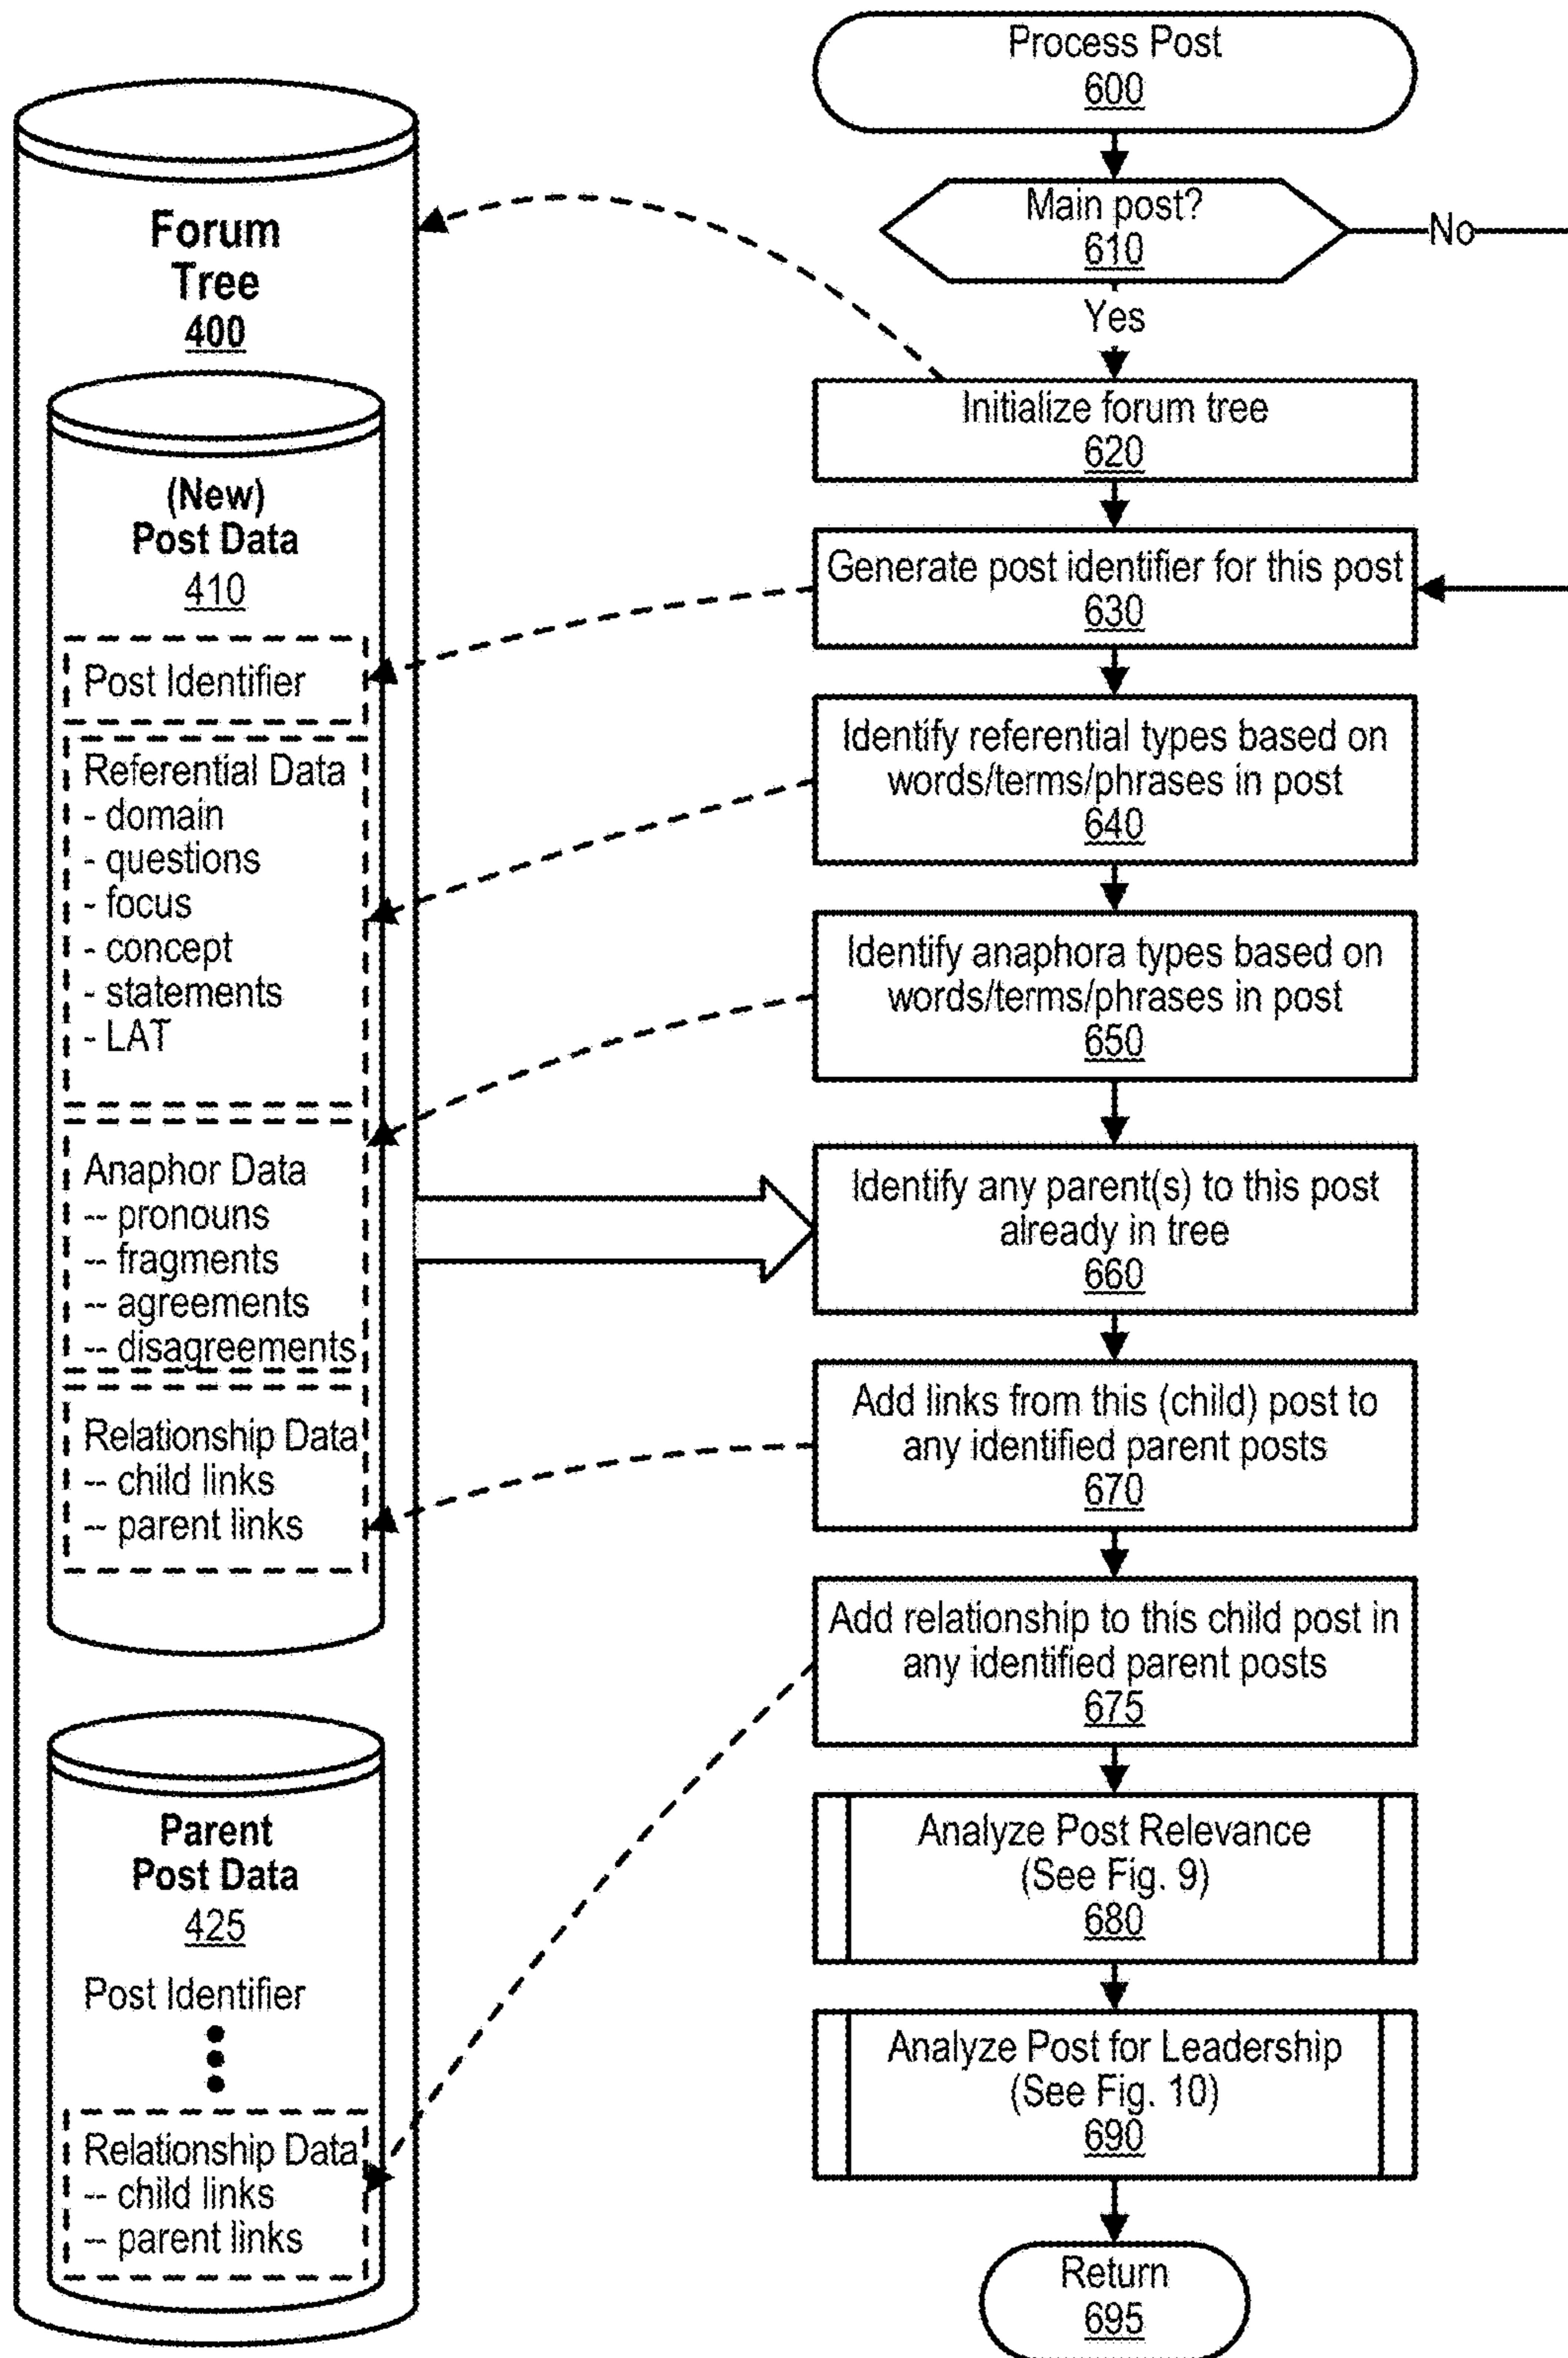 Process Post
600
Main post?
610
No
Yes
Initialize forum tree
620
Generate post identifier for this post
630
Identify referential types based on
words/terms/phrases in post
640
Identify anaphora types based on
words/terms/phrases in post
650
Identify any parent(s) to this post
already in tree
660
Add links from this (child) post to
any identified parent posts
670
Add relationship to this child post in
any identified parent posts
675
Analyze Post Relevance
(See Fig. 9)
680
Analyze Post for Leadership
(See Fig. 10)
690
Return
695
Forum
Tree
400
(New)
Post Data
410
Post Identifier
Referential Data
- domain
- questions
- focus
- concept
- statements
- LAT
Anaphor Data
-- pronouns
-- fragments
-- agreements
-- disagreements
Relationship Data
-- child links
-- parent links
Parent
Post Data
425
Post Identifier
Relationship Data
-- child links
-- parent links